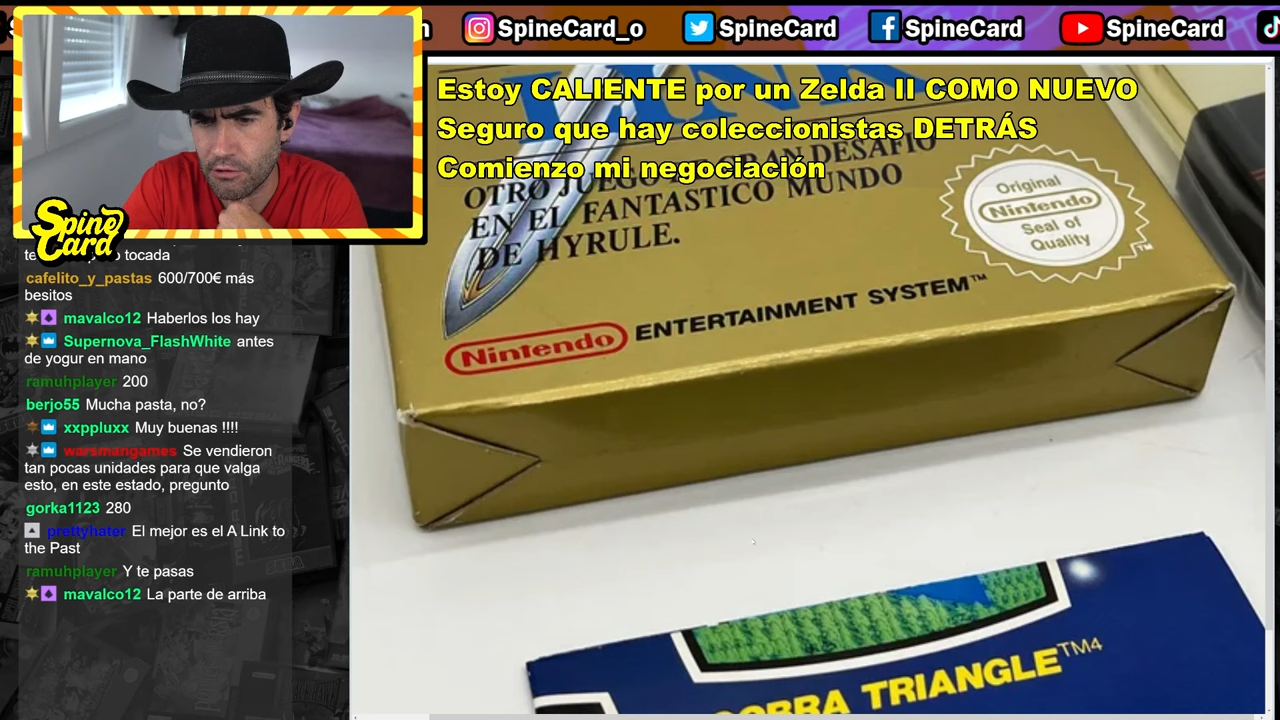 SpineCard_o
SpineCard
SpineCard
SpineCard
Estoy CALIENTE por un Zelda II COMO NUEVO
Seguro que hay coleccionistas DETRÁS
Comienzo mi negociación
Spine
Card
tocada
cafelito_y_pastas 600/700€ más
besitos
mavalco12 Haberlos los hay
Supernova_FlashWhite antes
de yogur en mano
ramuhplayer 200
berjo55 Mucha pasta, no?
xxppluxx Muy buenas !!!!
warsmangames Se vendieron
tan pocas unidades para que valga
esto, en este estado, pregunto
gorka1123 280
prettyhater El mejor es el A Link to
the Past
ramuhplayer Y te pasas
mavalco12 La parte de arriba
LINK
OTRO JUEGO GRAN DESAFIO
EN EL FANTASTICO MUNDO
DE HYRULE.
Original
Nintendo
Seal of
Quality
TM
Nintendo ENTERTAINMENT SYSTEM™
COBRA TRIANGLE™4